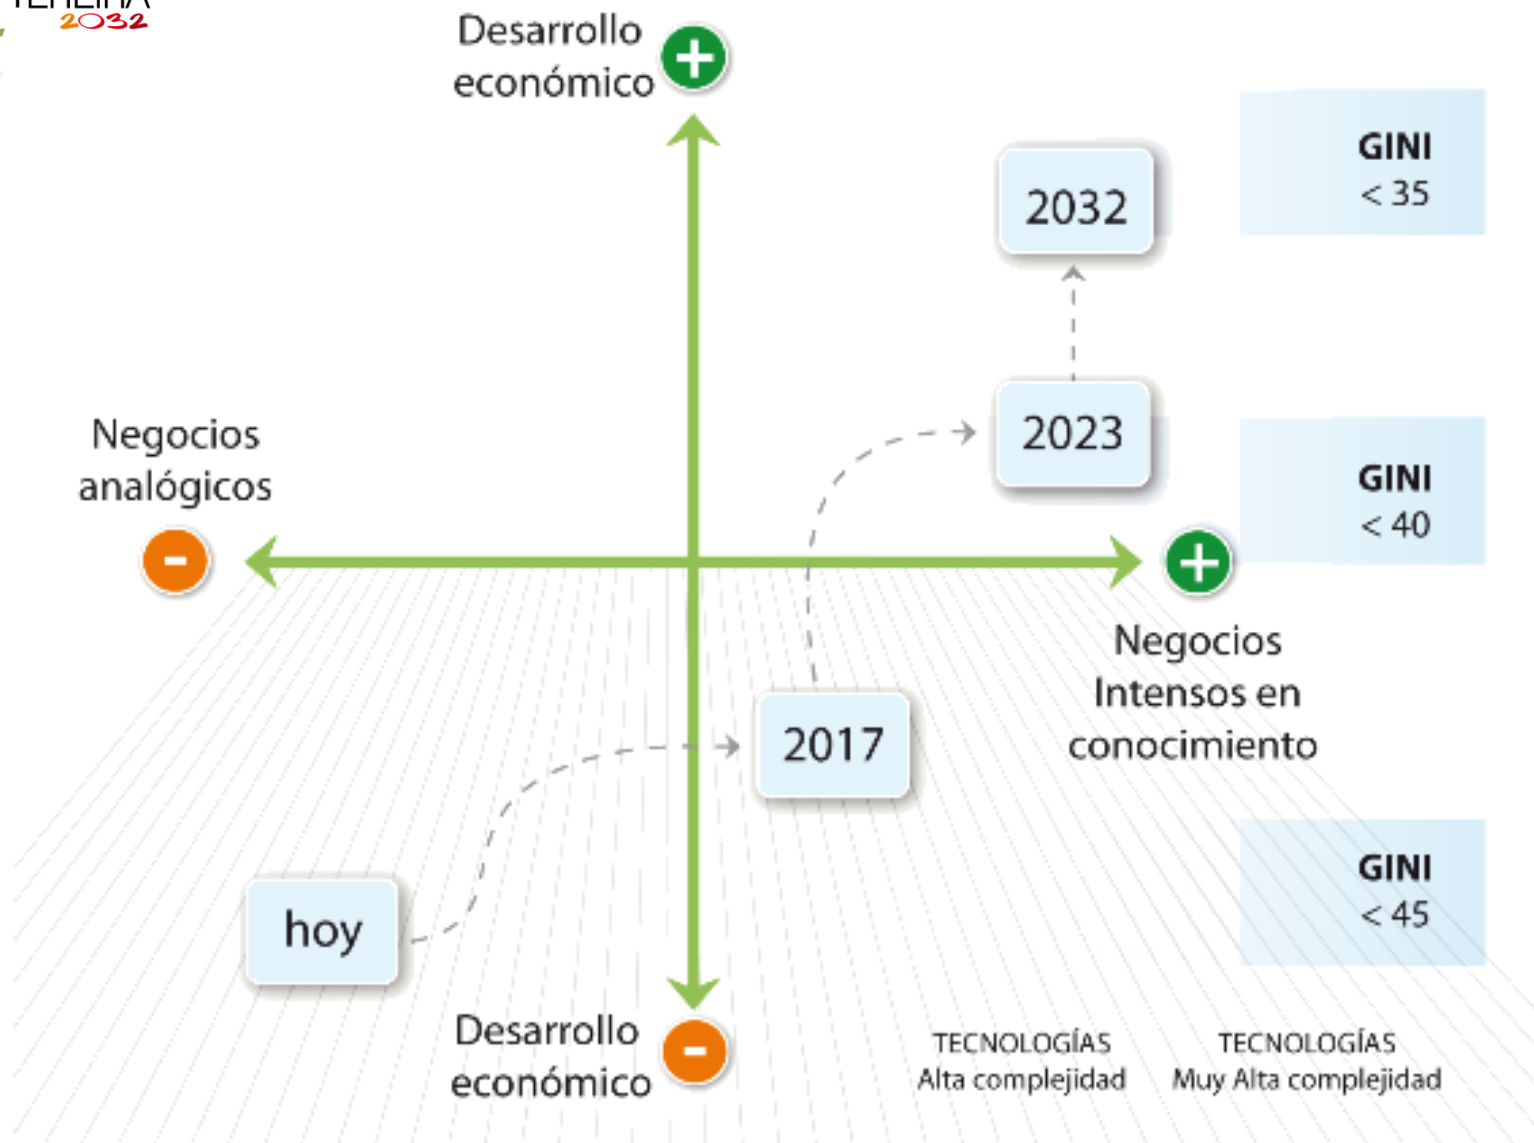 2032
Desarrollo
económico
+
GINI
< 35
2032
Negocios
analógicos
-
2023
GINI
< 40
+
Negocios
Intensos en
conocimiento
2017
GINI
< 45
hoy
Desarrollo
económico
-
TECNOLOGÍAS
Alta complejidad
TECNOLOGÍAS
Muy Alta complejidad